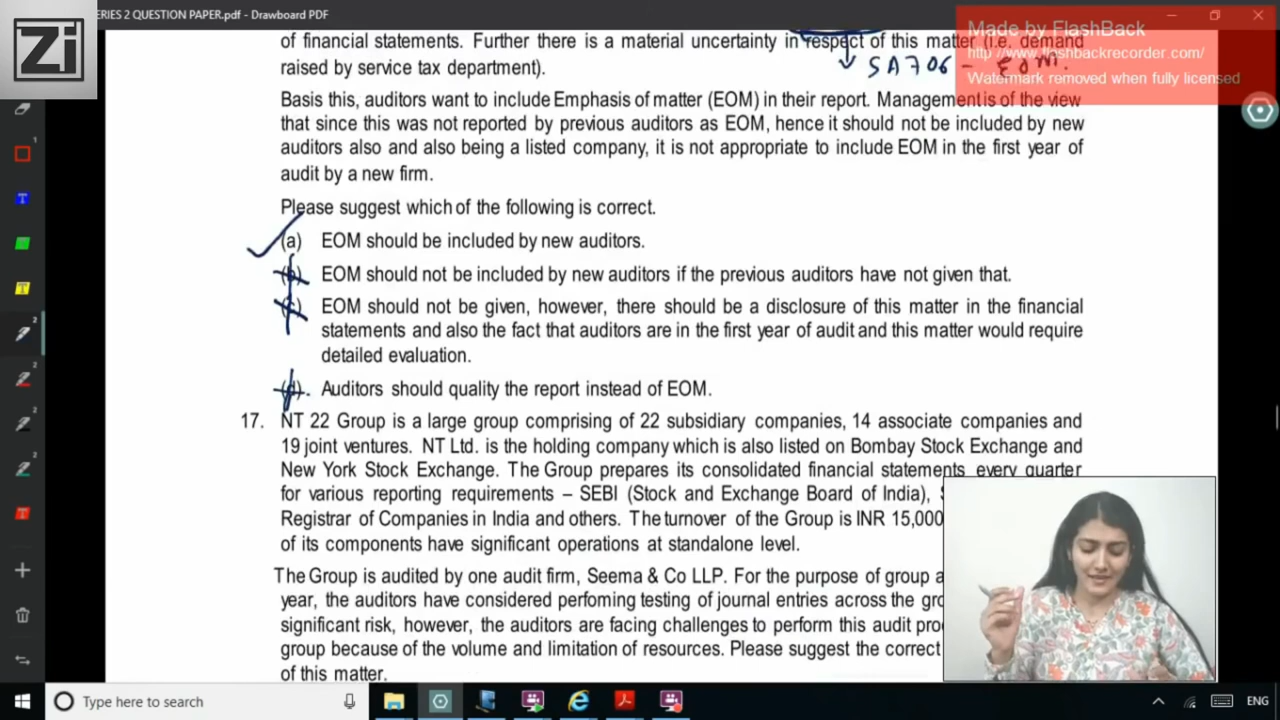 ERIES 2 QUESTION PAPER.pdf - Drawboard PDF
Zi
Made by FlashBack
http://www.flashbackrecorder.com/
Watermark removed when fully licensed
of financial statements. Further there is a material uncertainty in respect of this matter (i.e. demand
raised by service tax department).
SA706 - EOM.
Basis this, auditors want to include Emphasis of matter (EOM) in their report. Management is of the view
that since this was not reported by previous auditors as EOM, hence it should not be included by new
auditors also and also being a listed company, it is not appropriate to include EOM in the first year of
audit by a new firm.
Please suggest which of the following is correct.
(a) EOM should be included by new auditors.
(b) EOM should not be included by new auditors if the previous auditors have not given that.
(c) EOM should not be given, however, there should be a disclosure of this matter in the financial
statements and also the fact that auditors are in the first year of audit and this matter would require
detailed evaluation.
(d). Auditors should quality the report instead of EOM.
17. NT 22 Group is a large group comprising of 22 subsidiary companies, 14 associate companies and
19 joint ventures. NT Ltd. is the holding company which is also listed on Bombay Stock Exchange and
New York Stock Exchange. The Group prepares its consolidated financial statements every quarter
for various reporting requirements – SEBI (Stock and Exchange Board of India), S
Registrar of Companies in India and others. The turnover of the Group is INR 15,000
of its components have significant operations at standalone level.
The Group is audited by one audit firm, Seema & Co LLP. For the purpose of group a
year, the auditors have considered perfoming testing of journal entries across the gro
significant risk, however, the auditors are facing challenges to perform this audit pro
group because of the volume and limitation of resources. Please suggest the correct
of this matter.
Type here to search
ENG